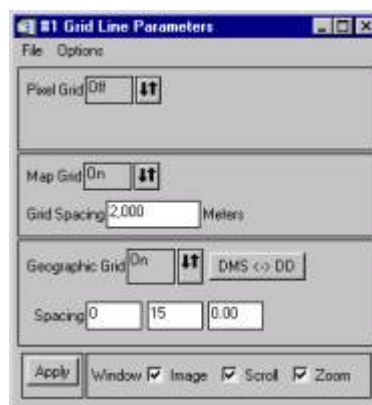 #1 Grid Line Parameters
File Options
Pixel Grid Off
Map Grid On
Grid Spacing 2,000 Meters
Geographic Grid On DMS <-> DD
Spacing 0 15 0.00
Apply Window Image Scroll Zoom